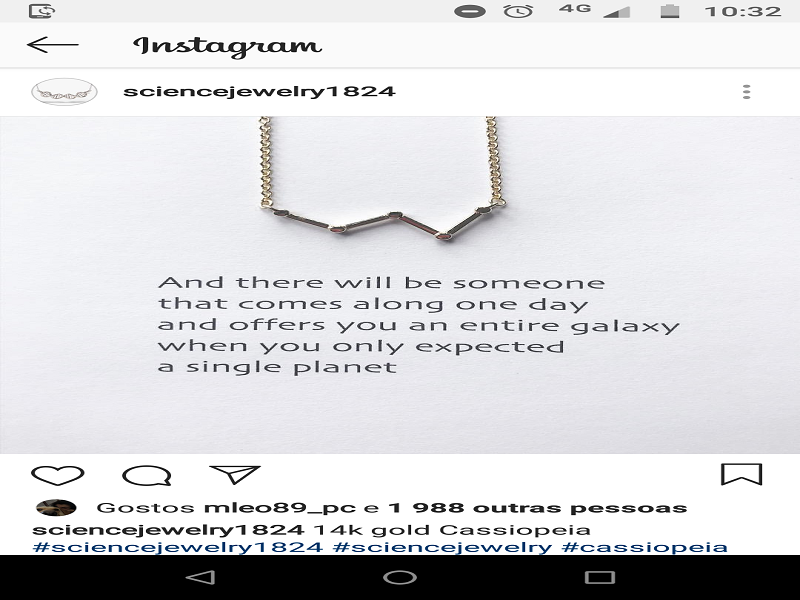 4G 10:32
Instagram
sciencejewelry1824
And there will be someone
that comes along one day
and offers you an entire galaxy
when you only expected
a single planet
Gostos mleo89_pc e 1 988 outras pessoas
sciencejewelry1824 14k gold Cassiopeia
#sciencejewelry1824 #sciencejewelry #cassiopeia